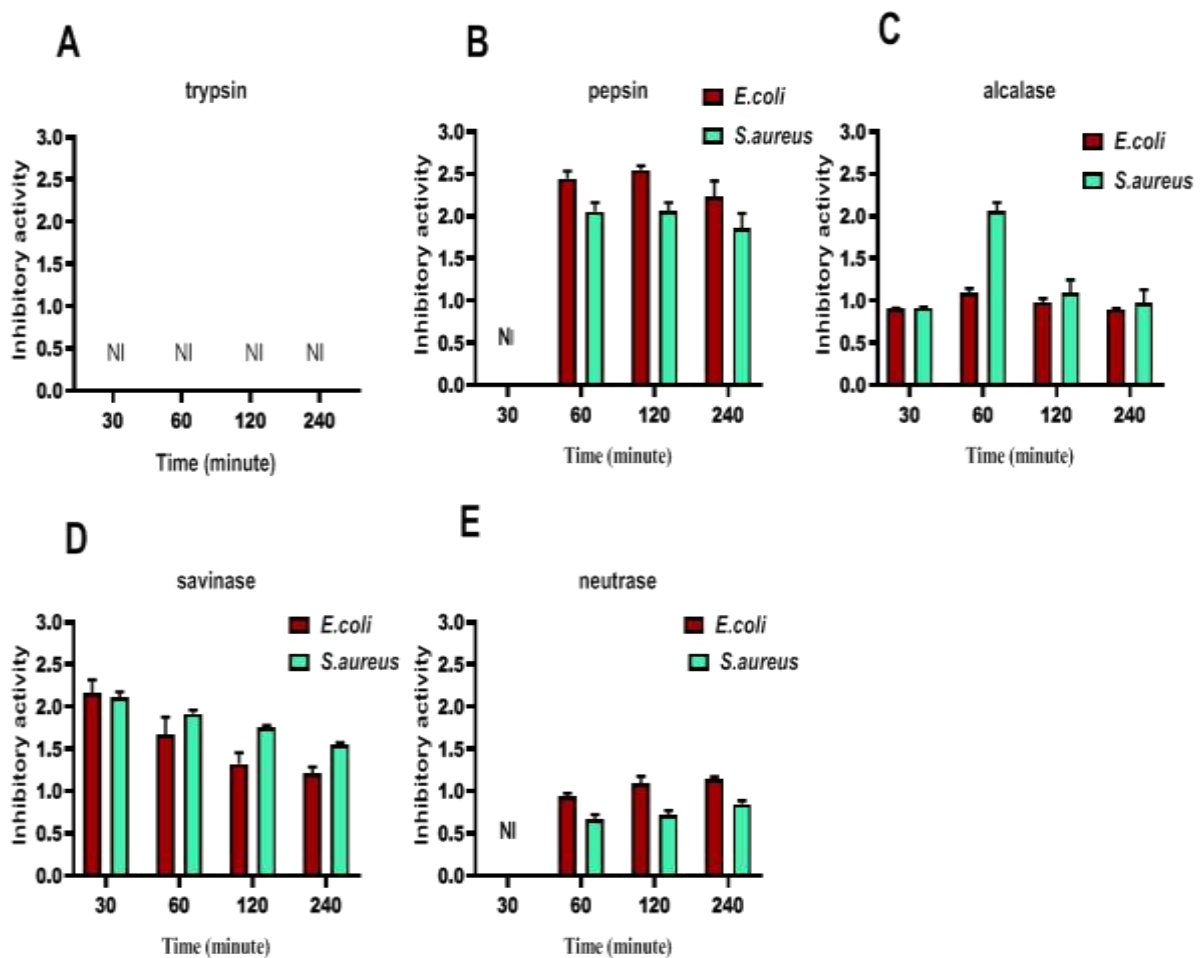 A
trypsin
Inhibitory activity
3.0
2.5
2.0
1.5
1.0
0.5
0.0
NI NI NI NI
30 60 120 240
Time (minute)
B
pepsin
E.coli
S.aureus
Inhibitory activity
3.0
2.5
2.0
1.5
1.0
0.5
0.0
NI
30 60 120 240
Time (minute)
C
alcalase
E.coli
S.aureus
Inhibitory activity
3.0
2.5
2.0
1.5
1.0
0.5
0.0
30 60 120 240
Time (minute)
D
savinase
E.coli
S.aureus
Inhibitory activity
3.0
2.5
2.0
1.5
1.0
0.5
0.0
30 60 120 240
Time (minute)
E
neutrase
E.coli
S.aureus
Inhibitory activity
3.0
2.5
2.0
1.5
1.0
0.5
0.0
NI
30 60 120 240
Time (minute)